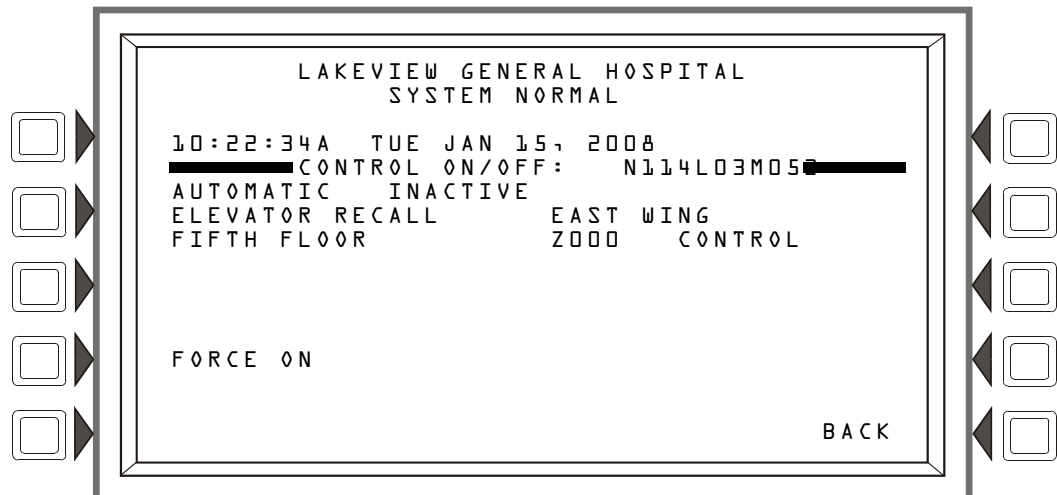 LAKEVIEW GENERAL HOSPITAL
SYSTEM NORMAL
10:22:34A TUE JAN 15, 2008
CONTROL ON/OFF: N114L03M052
AUTOMATIC INACTIVE
ELEVATOR RECALL EAST WING
FIFTH FLOOR Z000 CONTROL
FORCE ON
BACK